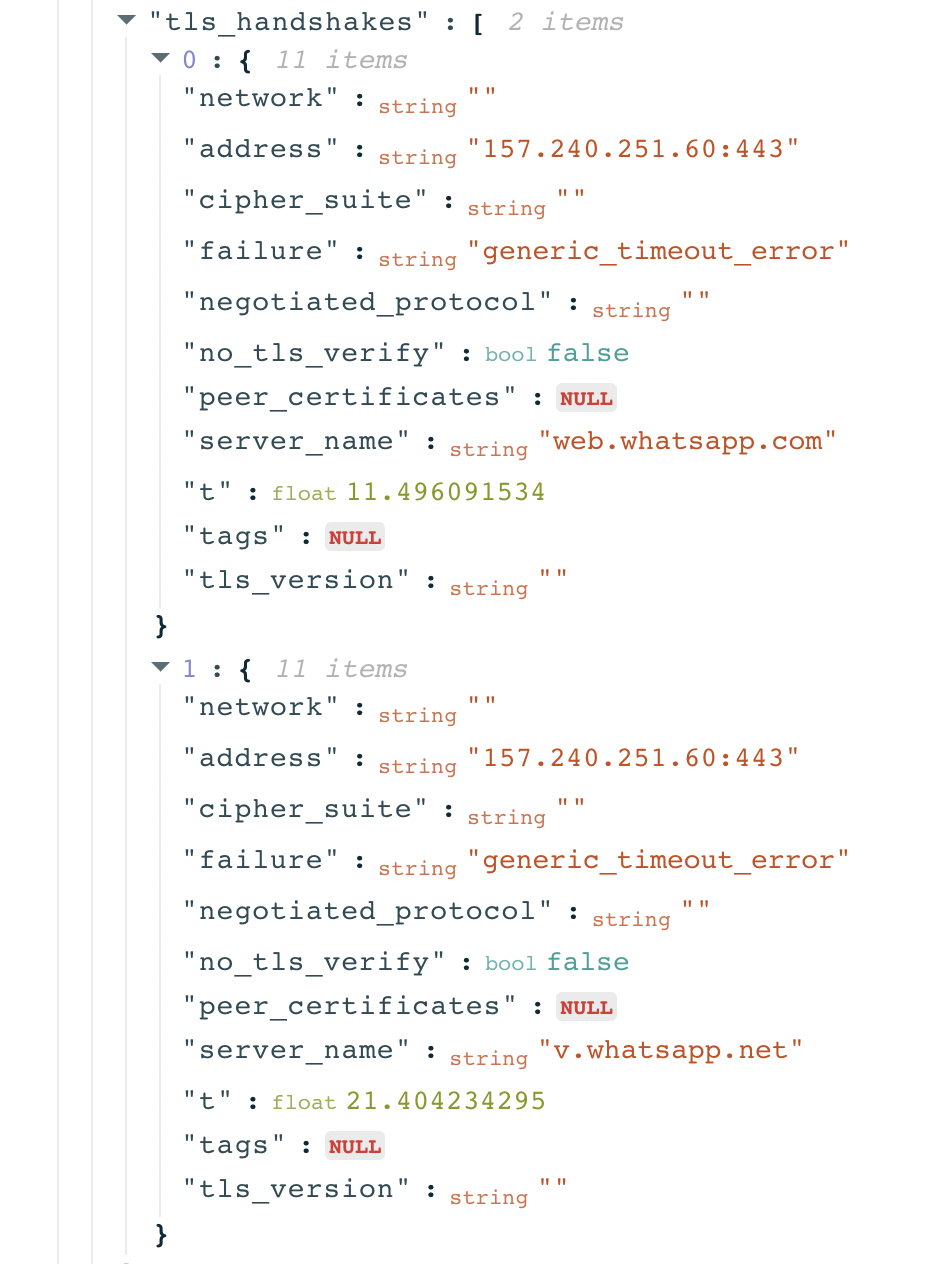 "tls_handshakes" : [ 2 items
0 : { 11 items
"network" : string ""
"address" : string "157.240.251.60:443"
"cipher_suite" : string ""
"failure" : string "generic_timeout_error"
"negotiated_protocol" : string ""
"no_tls_verify" : bool false
"peer_certificates" : NULL
"server_name" : string "web.whatsapp.com"
"t" : float 11.496091534
"tags" : NULL
"tls_version" : string ""
}
1 : { 11 items
"network" : string ""
"address" : string "157.240.251.60:443"
"cipher_suite" : string ""
"failure" : string "generic_timeout_error"
"negotiated_protocol" : string ""
"no_tls_verify" : bool false
"peer_certificates" : NULL
"server_name" : string "v.whatsapp.net"
"t" : float 21.404234295
"tags" : NULL
"tls_version" : string ""
}